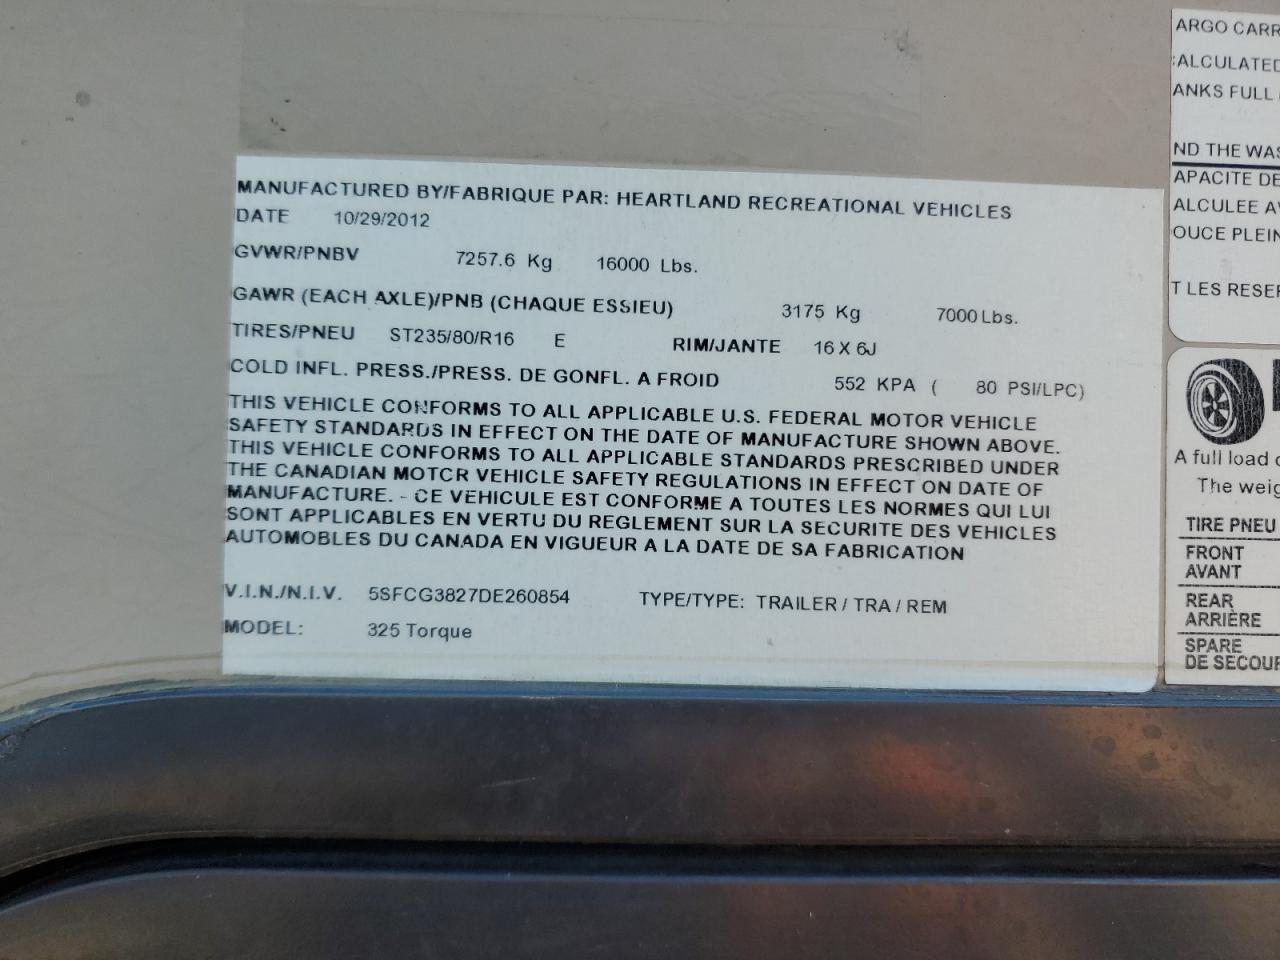 MANUFACTURED BY/FABRIQUE PAR: HEARTLAND RECREATIONAL VEHICLES
DATE 10/29/2012
GVWR/PNBV 7257.6 Kg 16000 Lbs.
GAWR (EACH AXLE)/PNB (CHAQUE ESSIEU) 3175 Kg 7000 Lbs.
TIRES/PNEU ST235/80/R16 E RIM/JANTE 16 X 6J
COLD INFL. PRESS./PRESS. DE GONFL. A FROID 552 KPA ( 80 PSI/LPC)
THIS VEHICLE CONFORMS TO ALL APPLICABLE U.S. FEDERAL MOTOR VEHICLE
SAFETY STANDARDS IN EFFECT ON THE DATE OF MANUFACTURE SHOWN ABOVE.
THIS VEHICLE CONFORMS TO ALL APPLICABLE STANDARDS PRESCRIBED UNDER
THE CANADIAN MOTOR VEHICLE SAFETY REGULATIONS IN EFFECT ON DATE OF
MANUFACTURE. - CE VEHICULE EST CONFORME A TOUTES LES NORMES QUI LUI
SONT APPLICABLES EN VERTU DU REGLEMENT SUR LA SECURITE DES VEHICLES
AUTOMOBLES DU CANADA EN VIGUEUR A LA DATE DE SA FABRICATION
V.I.N./N.I.V. 5SFCG3827DE260854 TYPE/TYPE: TRAILER / TRA / REM
MODEL: 325 Torque
ARGO CARR
ALCULATED
ANKS FULL
ND THE WAS
APACITE DE
ALCULEE AV
OUCE PLEIN
T LES RESER
A full load
The weig
TIRE PNEU
FRONT
AVANT
REAR
ARRIÈRE
SPARE
DE SECOUR